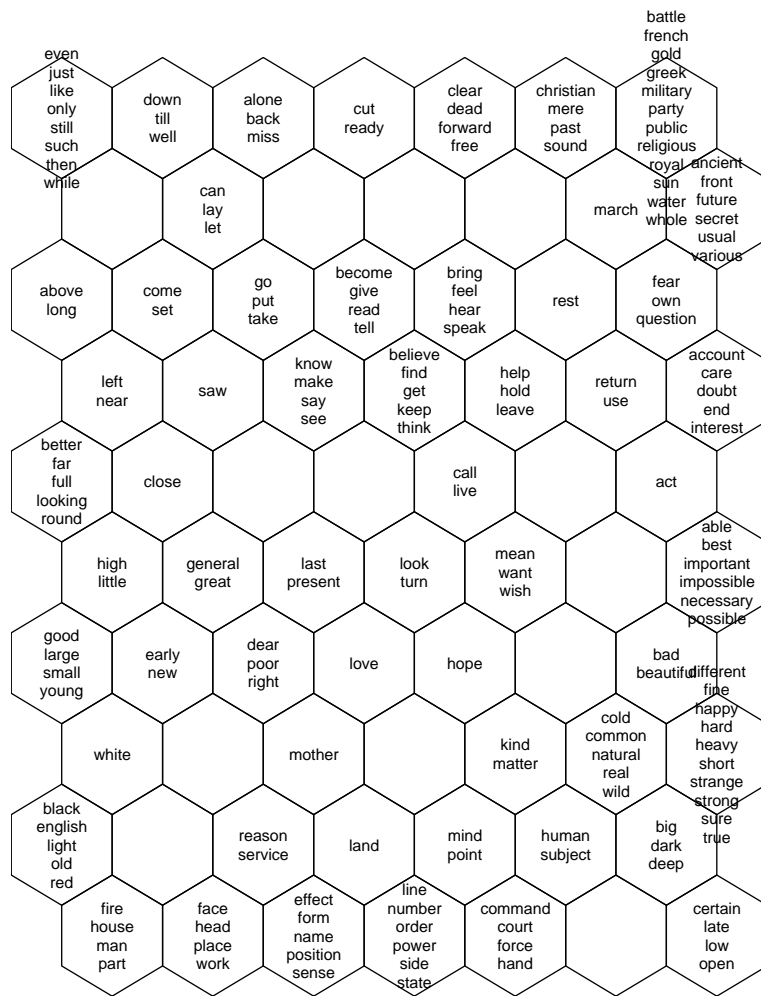 even
just
like
only
still
such
then
while
down
till
well
alone
back
miss
cut
ready
clear
dead
forward
free
christian
mere
past
sound
battle
french
gold
greek
military
party
public
religious
royal
sun
water
whole
can
lay
let
march
ancient
front
future
secret
usual
various
above
long
come
set
go
put
take
become
give
read
tell
bring
feel
hear
speak
rest
fear
own
question
left
near
saw
know
make
say
see
believe
find
get
keep
think
help
hold
leave
return
use
account
care
doubt
end
interest
better
far
full
looking
round
close
call
live
act
high
little
general
great
last
present
look
turn
mean
want
wish
able
best
important
impossible
necessary
possible
good
large
small
young
early
new
dear
poor
right
love
hope
bad
beautiful
white
mother
kind
matter
cold
common
natural
real
wild
different
fine
happy
hard
heavy
short
strange
strong
sure
true
black
english
light
old
red
reason
service
land
mind
point
human
subject
big
dark
deep
fire
house
man
part
face
head
place
work
effect
form
name
position
sense
line
number
order
power
side
state
command
court
force
hand
certain
late
low
open